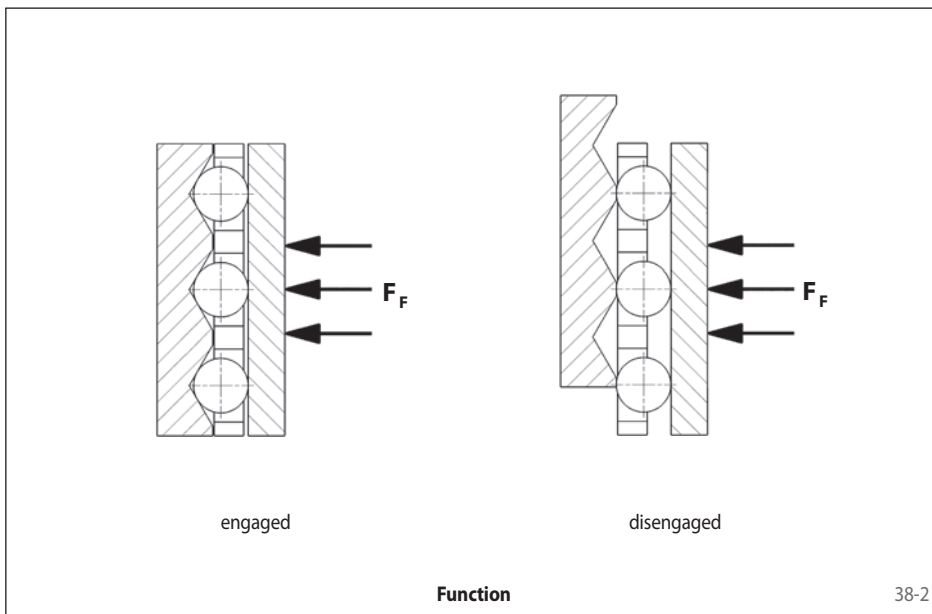 F_F
F_F
engaged
disengaged
Function
38-2